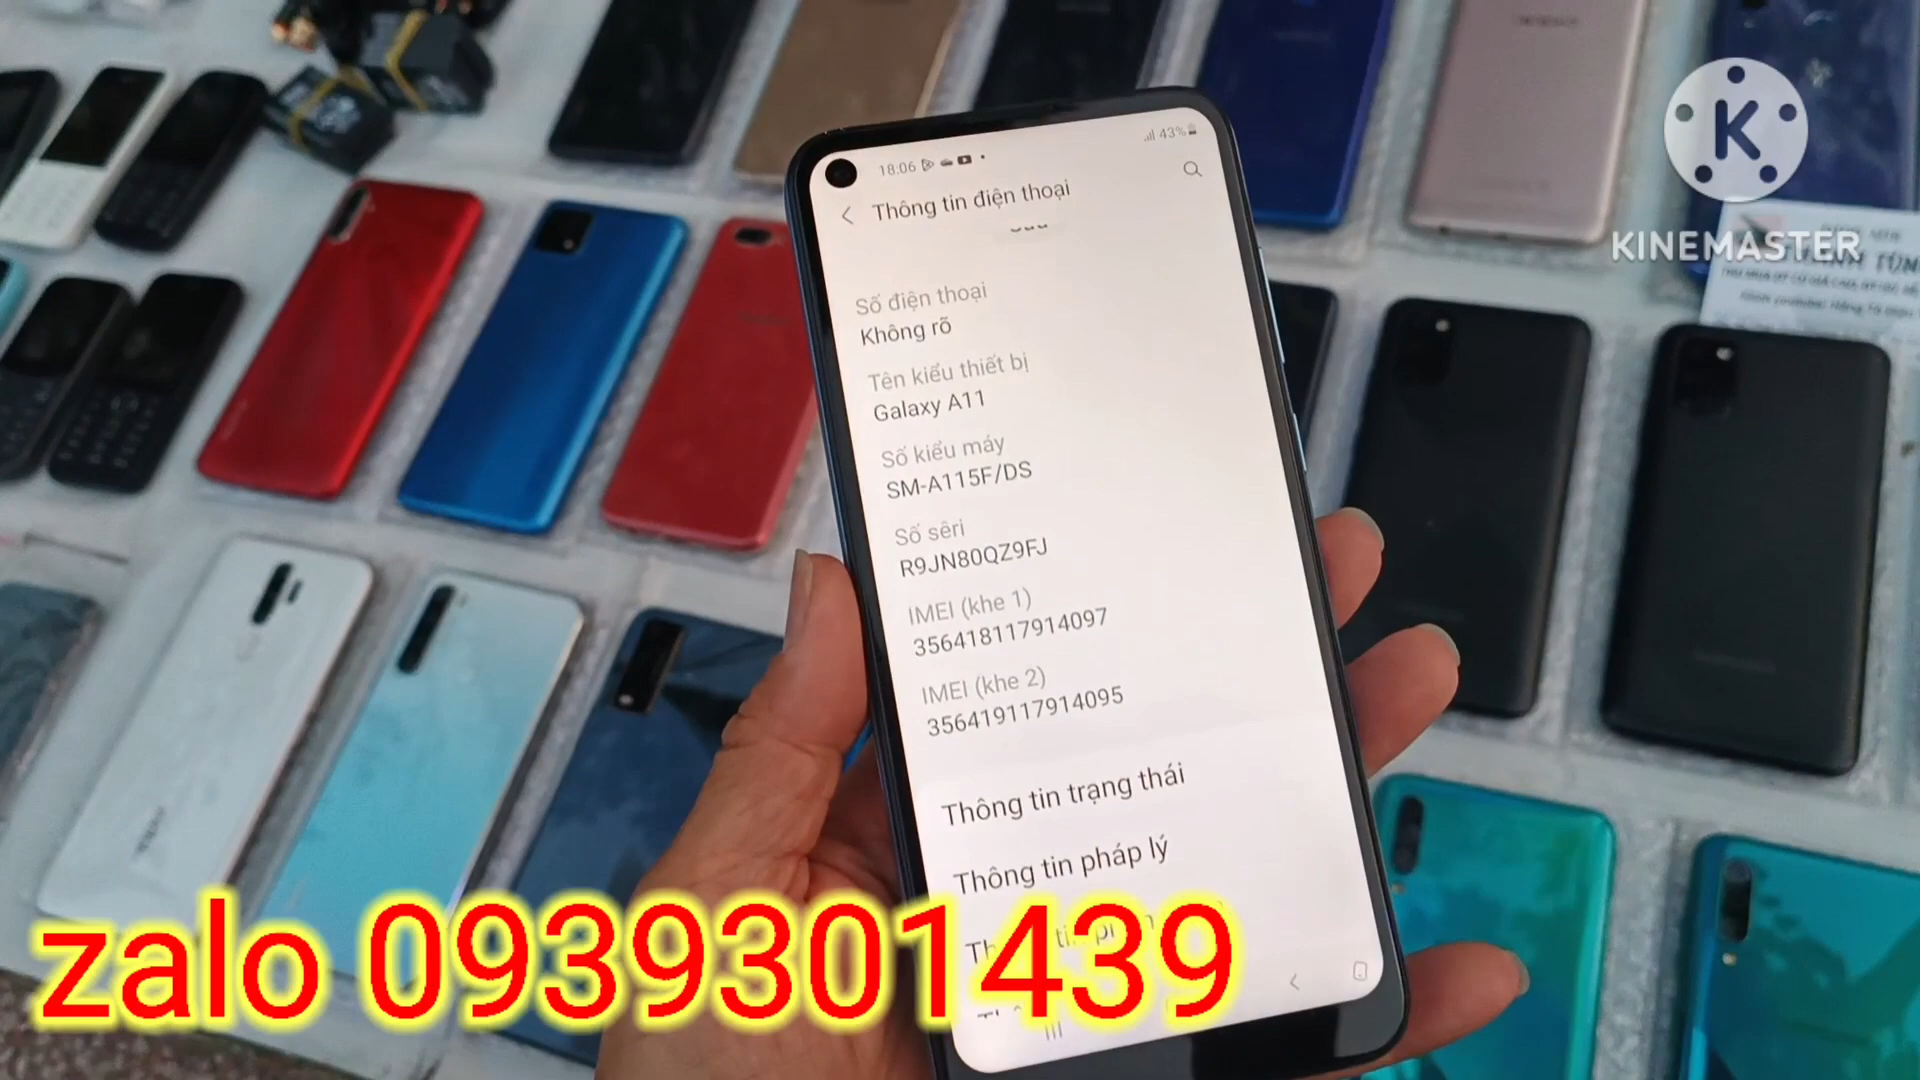 18:06
43%
Thông tin điện thoại
Số điện thoại
Không rõ
Tên kiểu thiết bị
Galaxy A11
Số kiểu máy
SM-A115F/DS
Số sêri
R9JN80QZ9FJ
IMEI (khe 1)
356418117914097
IMEI (khe 2)
356419117914095
Thông tin trạng thái
Thông tin pháp lý
K
KINEMASTER
zalo 0939301439